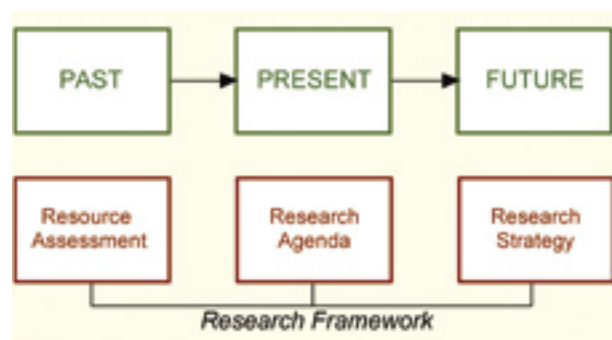 PAST
PRESENT
FUTURE
Resource
Assessment
Research
Agenda
Research
Strategy
Research Framework